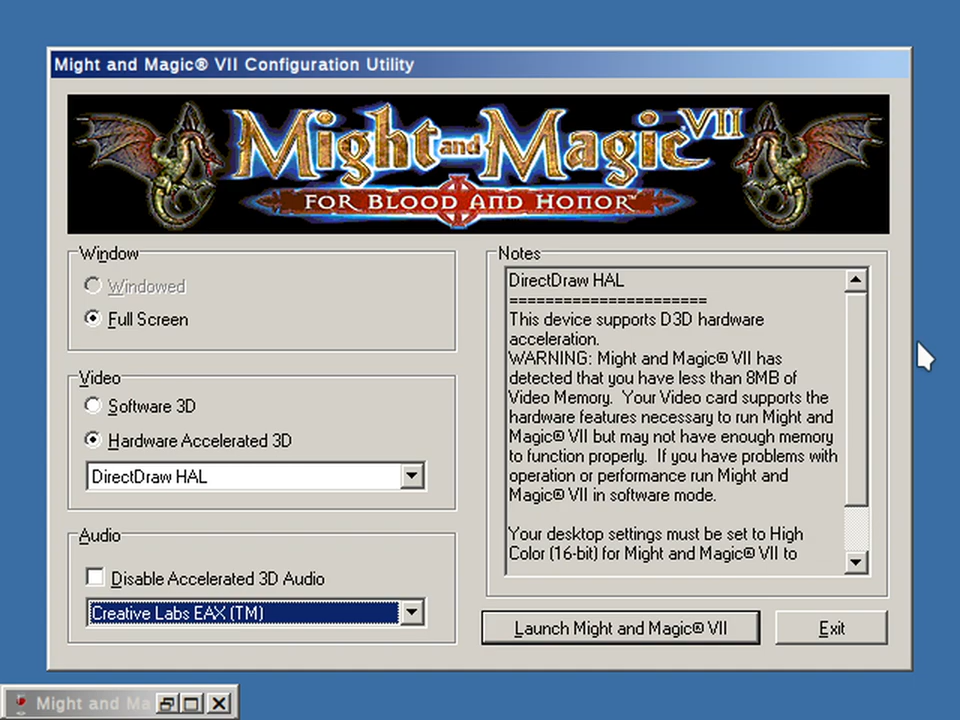 Might and Magic® VII Configuration Utility
Might and Magic VII
FOR BLOOD AND HONOR™
Window
Windowed
Full Screen
Video
Software 3D
Hardware Accelerated 3D
DirectDraw HAL
Audio
Disable Accelerated 3D Audio
Creative Labs EAX (TM)
Notes
DirectDraw HAL
======================
This device supports D3D hardware
acceleration.
WARNING: Might and Magic® VII has
detected that you have less than 8MB of
Video Memory.  Your Video card supports the
hardware features necessary to run Might and
Magic® VII but may not have enough memory
to function properly.  If you have problems with
operation or performance run Might and
Magic® VII in software mode.
Your desktop settings must be set to High
Color (16-bit) for Might and Magic® VII to
Launch Might and Magic® VII
Exit
Might and Ma